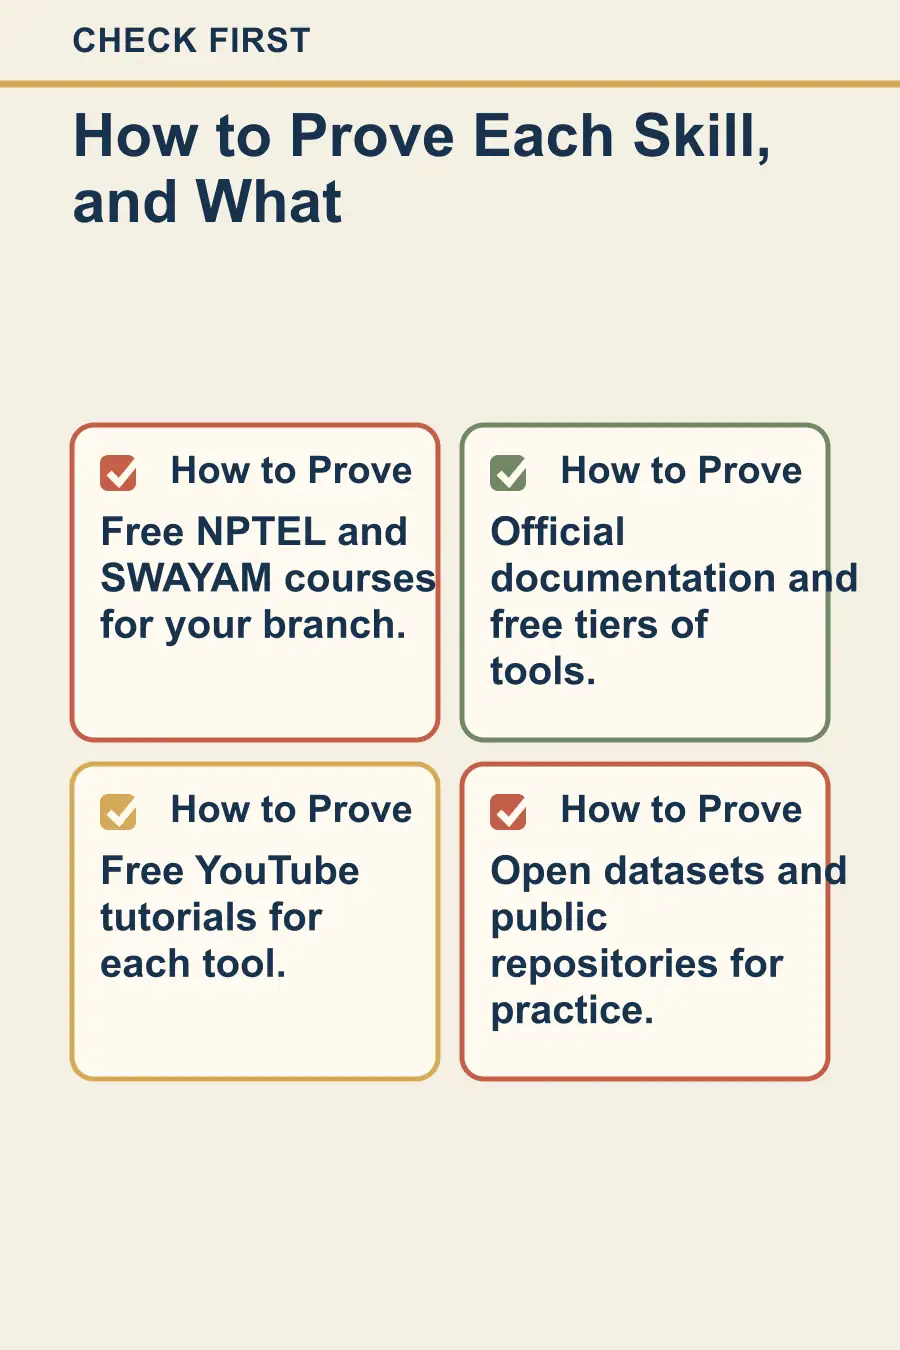 CHECK FIRST
How to Prove Each Skill,
and What
How to Prove
Free NPTEL and
SWAYAM courses
for your branch.
How to Prove
Official
documentation and
free tiers of
tools.
How to Prove
Free YouTube
tutorials for
each tool.
How to Prove
Open datasets and
public
repositories for
practice.